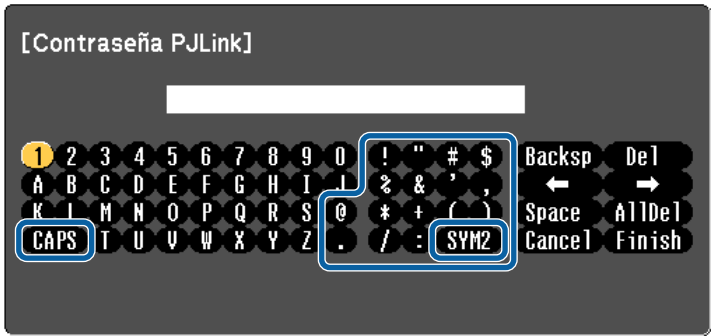 [Contraseña PJLink]
1 2 3 4 5 6 7 8 9 0 ! " # $ Backsp Del
A B C D E F G H I J % & ' , ← →
K L M N O P Q R S @ * + ( ) Space AllDel
CAPS T U V W X Y Z . / : SYM2 Cancel Finish